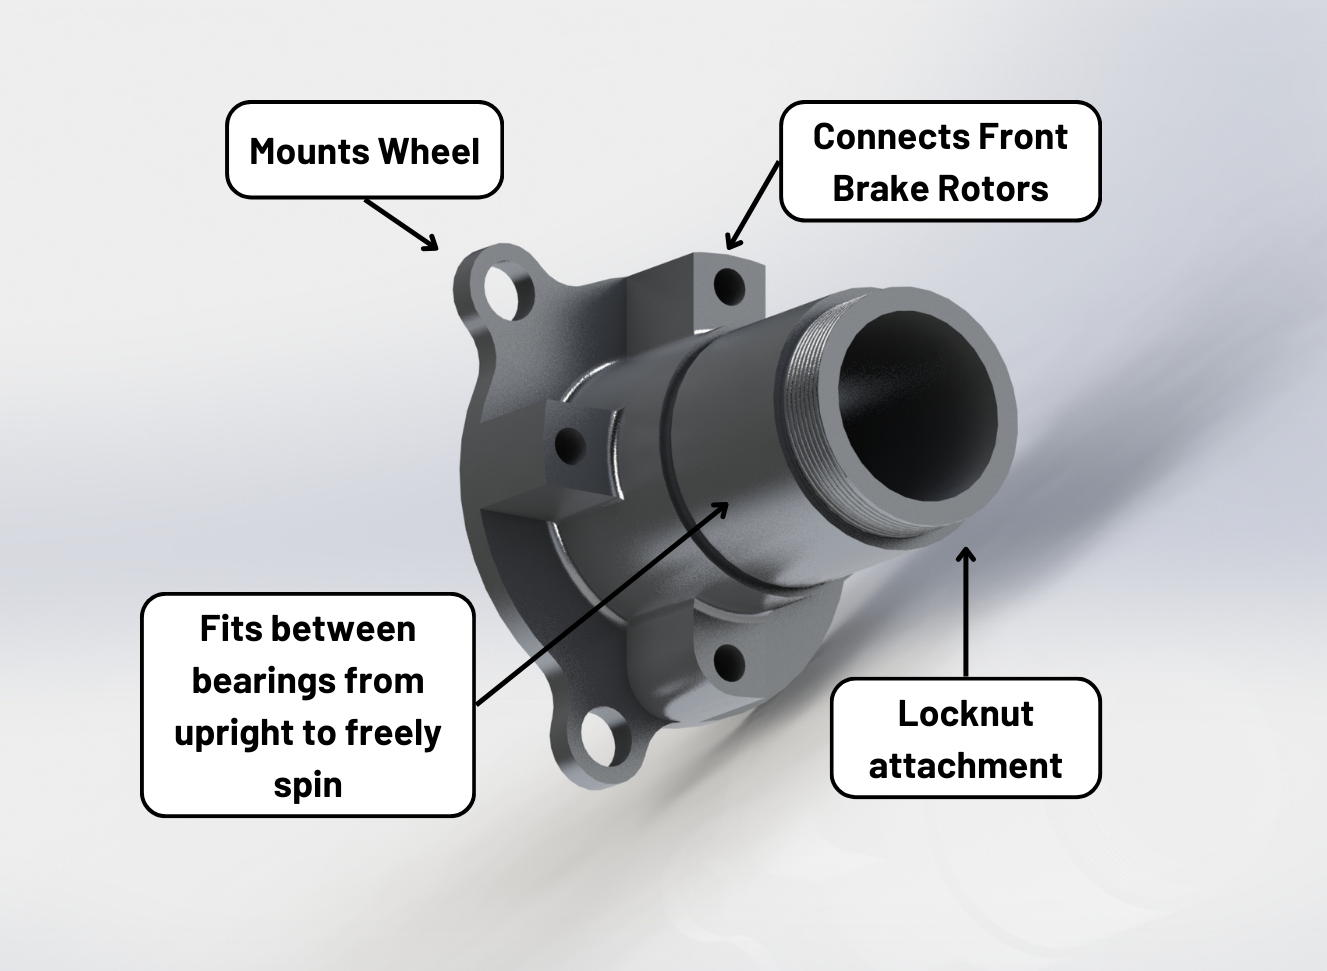 Mounts Wheel
Connects Front
Brake Rotors
Fits between
bearings from
upright to freely
spin
Locknut
attachment